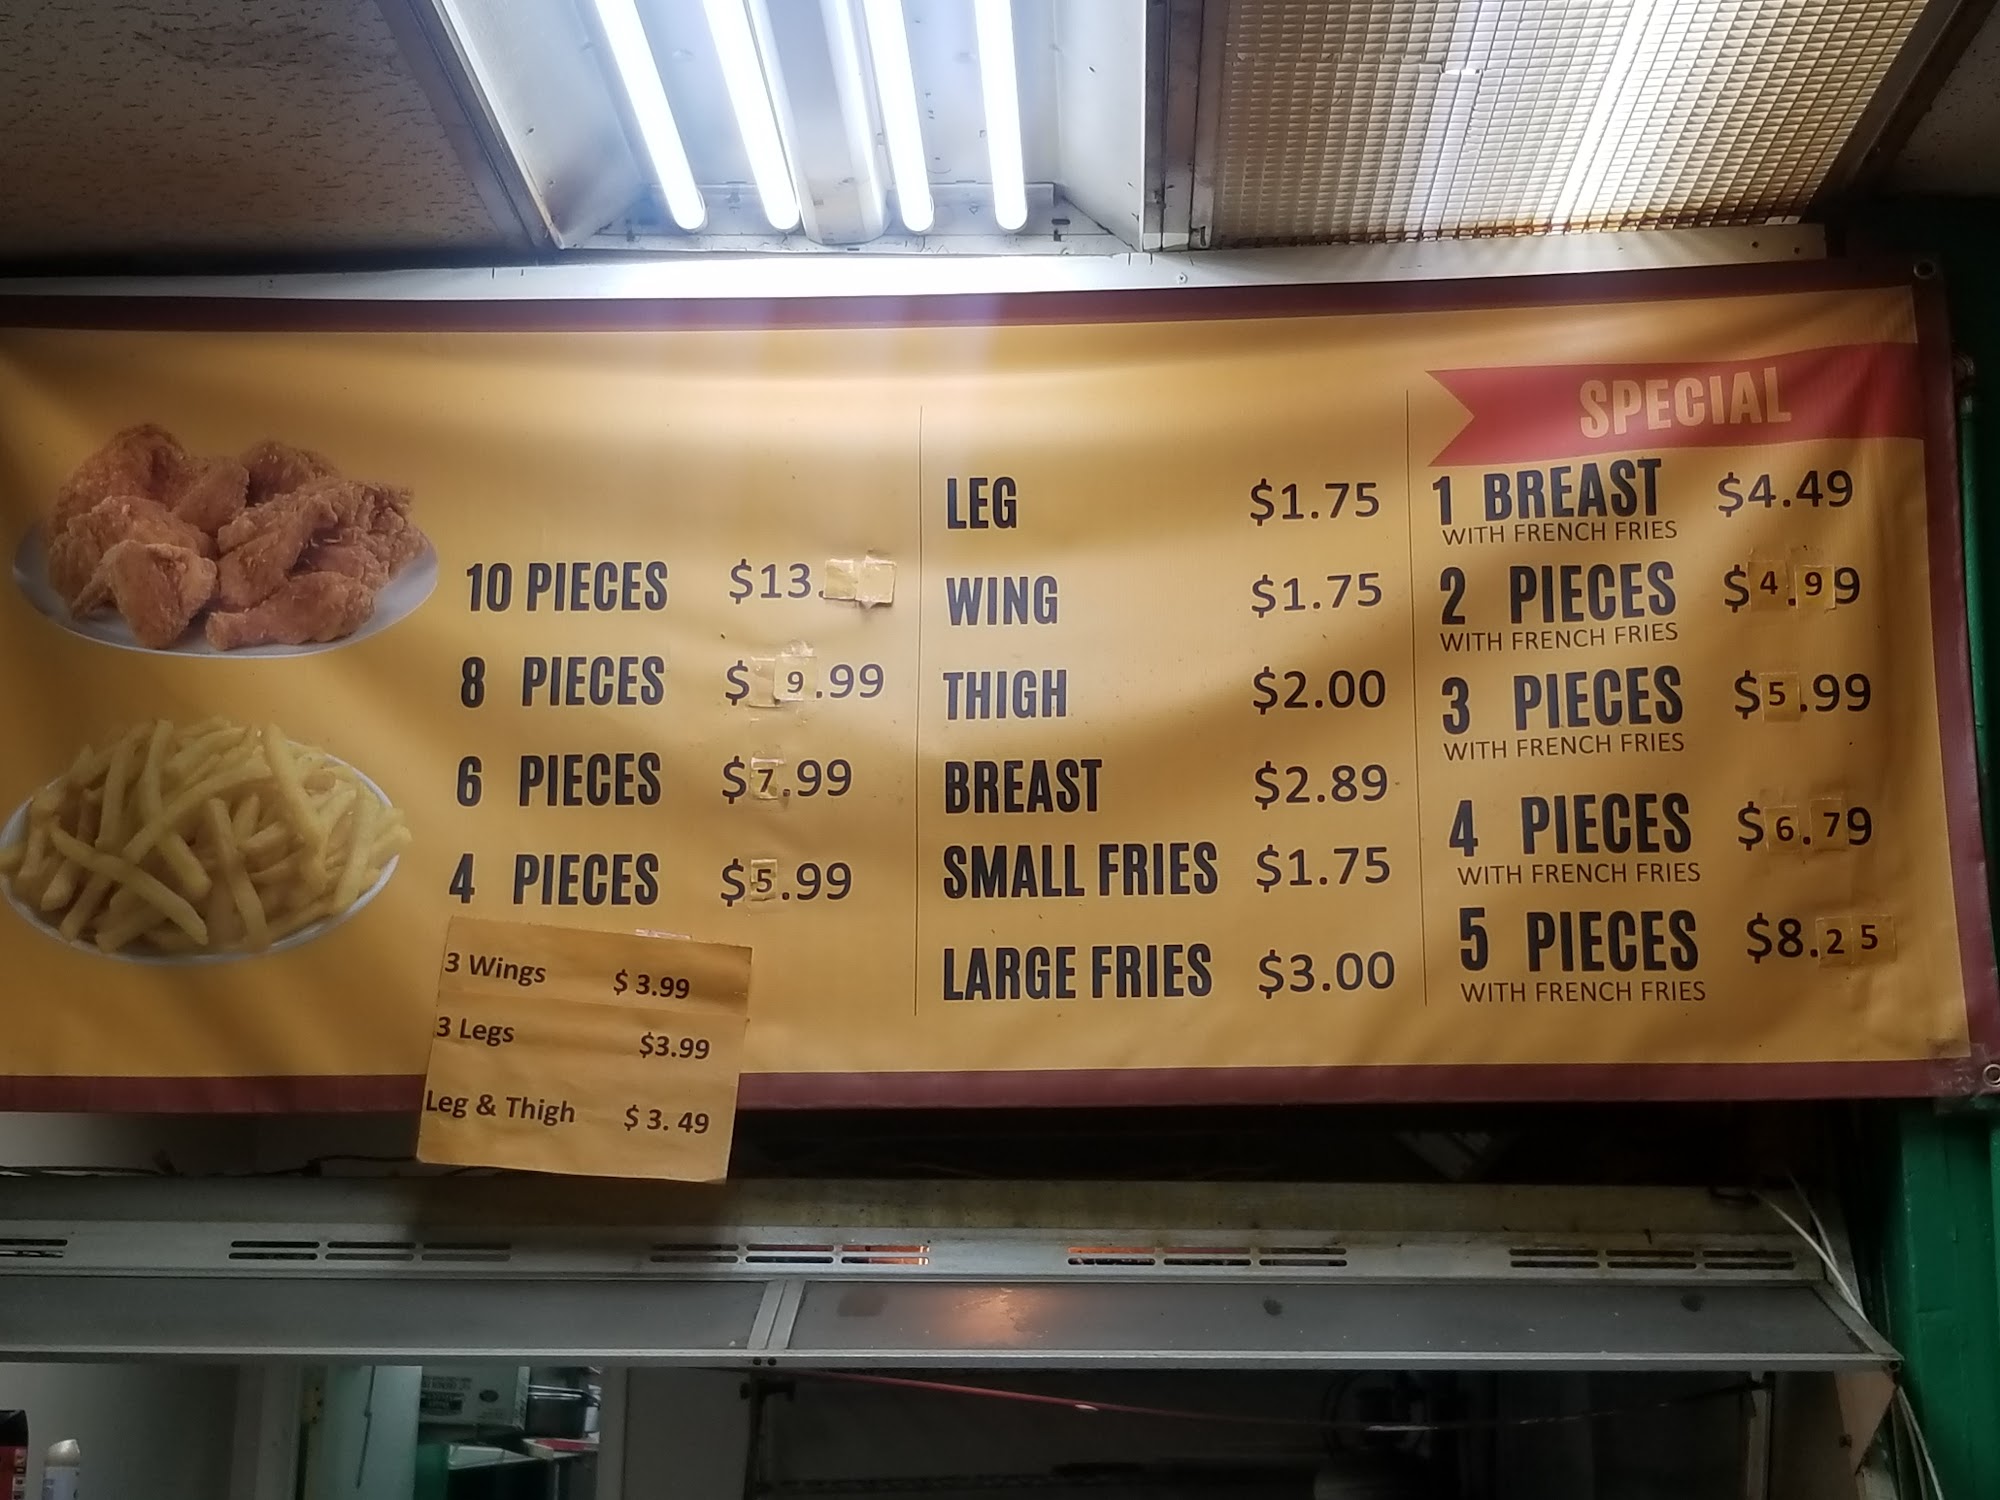 10 PIECES $13.
8 PIECES $ 9.99
6 PIECES $7.99
4 PIECES $5.99
3 Wings $ 3.99
3 Legs $3.99
Leg & Thigh $ 3. 49
LEG $1.75
WING $1.75
THIGH $2.00
BREAST $2.89
SMALL FRIES $1.75
LARGE FRIES $3.00
SPECIAL
1 BREAST $4.49
WITH FRENCH FRIES
2 PIECES $4.99
WITH FRENCH FRIES
3 PIECES $5.99
WITH FRENCH FRIES
4 PIECES $6.79
WITH FRENCH FRIES
5 PIECES $8.25
WITH FRENCH FRIES